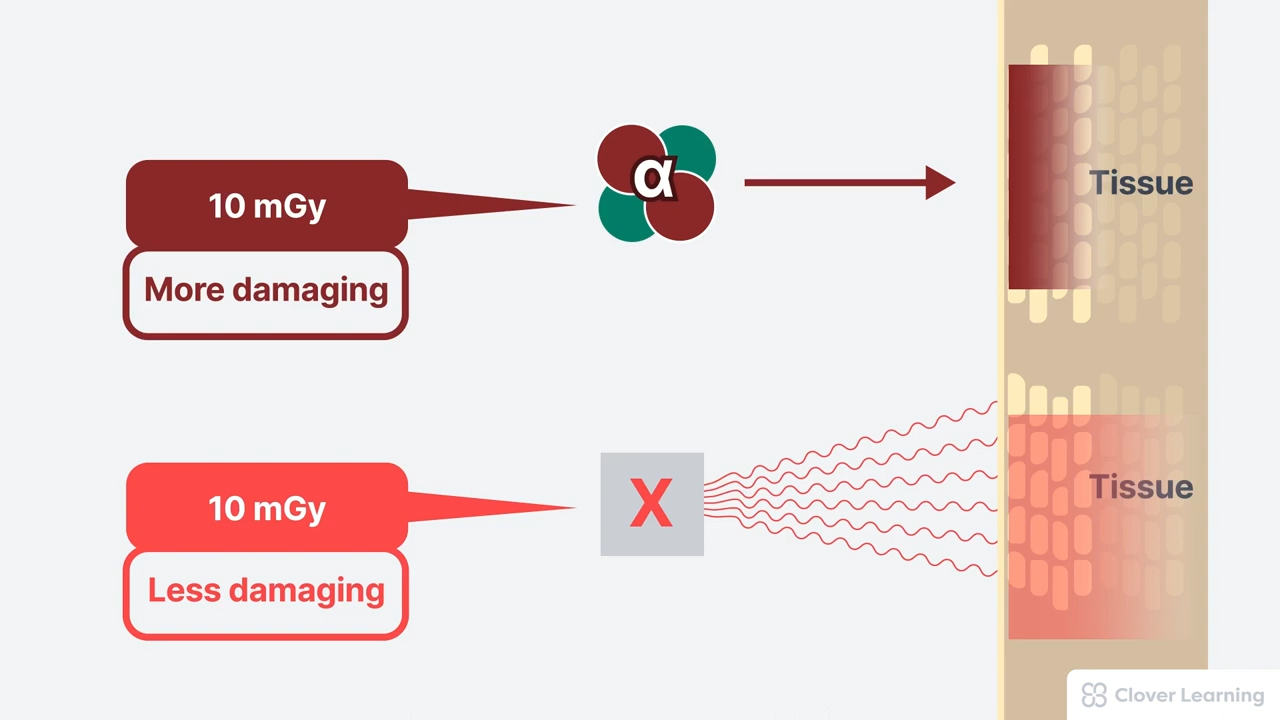 10 mGy
More damaging
α
Tissue
10 mGy
Less damaging
X
Tissue
Clover Learning